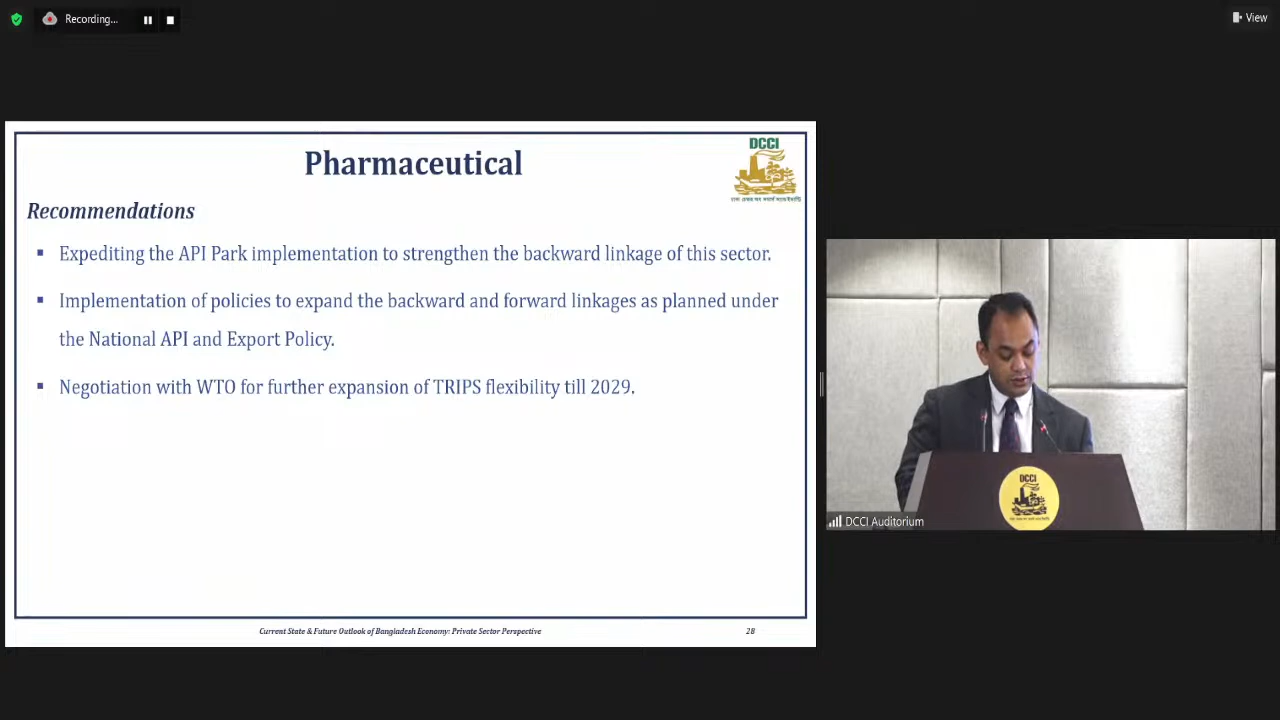 Recording...
View
Pharmaceutical
DCCI
Recommendations
▪ Expediting the API Park implementation to strengthen the backward linkage of this sector.
▪ Implementation of policies to expand the backward and forward linkages as planned under
the National API and Export Policy.
▪ Negotiation with WTO for further expansion of TRIPS flexibility till 2029.
Current State & Future Outlook of Bangladesh Economy: Private Sector Perspective
28
DCCI
DCCI Auditorium